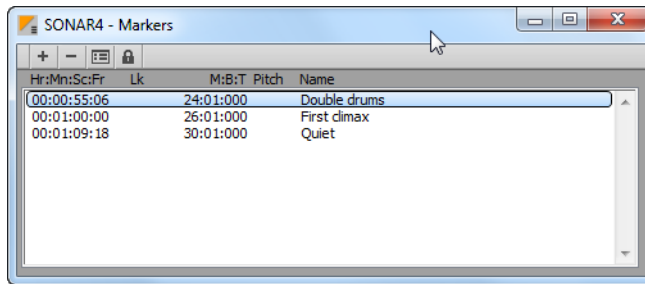 SONAR4 - Markers
Hr:Mn:Sc:Fr Lk M:B:T Pitch Name
00:00:55:06 24:01:000 Double drums
00:01:00:00 26:01:000 First climax
00:01:09:18 30:01:000 Quiet